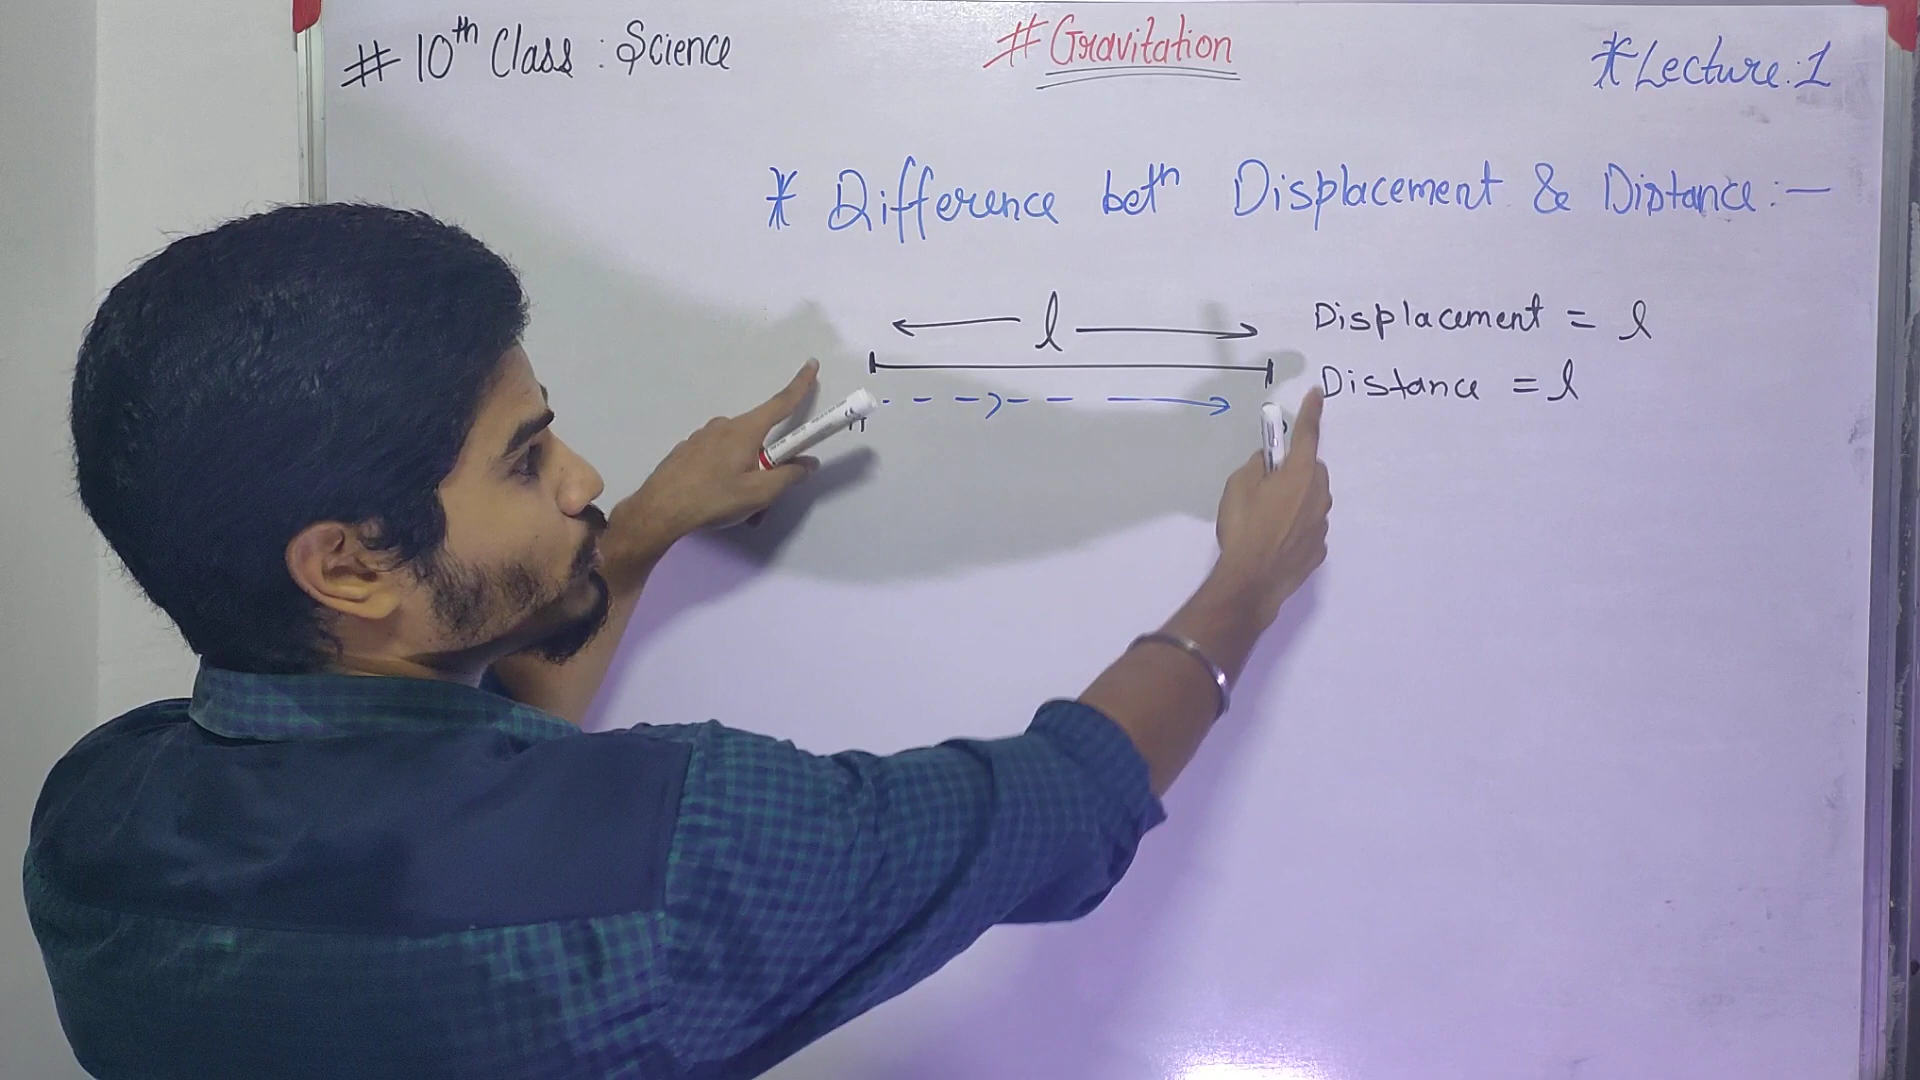 # 10th Class : Science
# Gravitation
* Lecture : 1
* Difference betn Displacement & Distance :—
l
Displacement = l
Distance = l